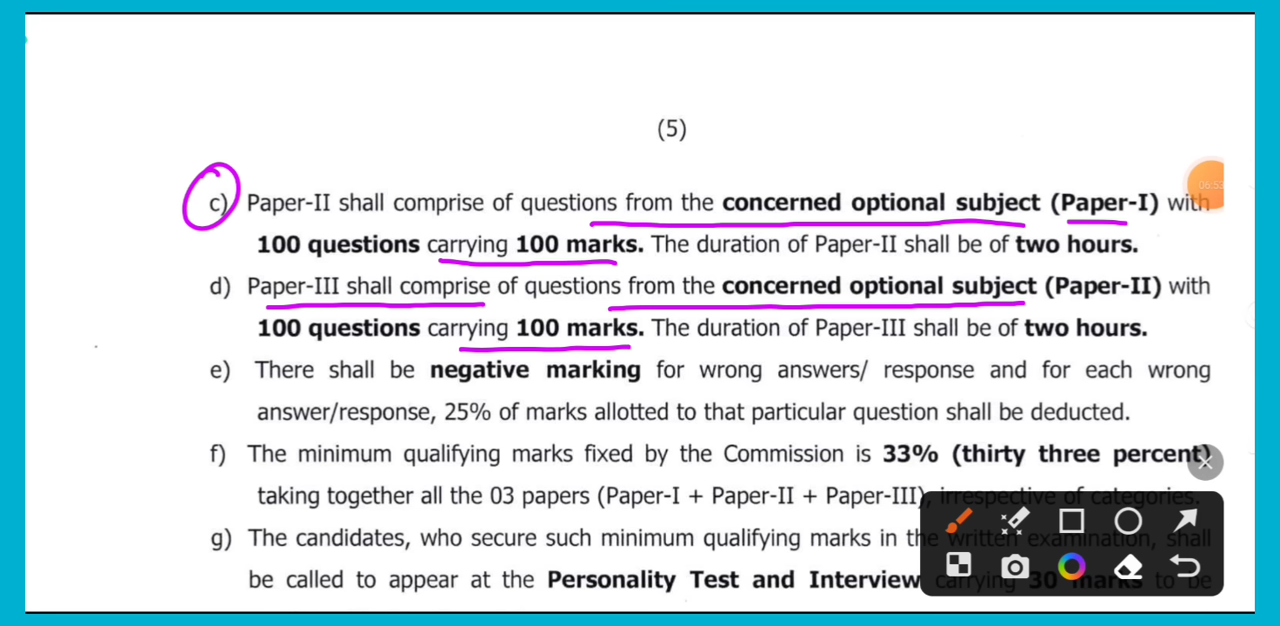 (5)
c) Paper-II shall comprise of questions from the concerned optional subject (Paper-I) with
06:53
100 questions carrying 100 marks. The duration of Paper-II shall be of two hours.
d) Paper-III shall comprise of questions from the concerned optional subject (Paper-II) with
100 questions carrying 100 marks. The duration of Paper-III shall be of two hours.
e) There shall be negative marking for wrong answers/ response and for each wrong
answer/response, 25% of marks allotted to that particular question shall be deducted.
f) The minimum qualifying marks fixed by the Commission is 33% (thirty three percent)
taking together all the 03 papers (Paper-I + Paper-II + Paper-III), irrespective of categories.
g) The candidates, who secure such minimum qualifying marks in the written examination, shall
be called to appear at the Personality Test and Interview carrying 30 marks to be